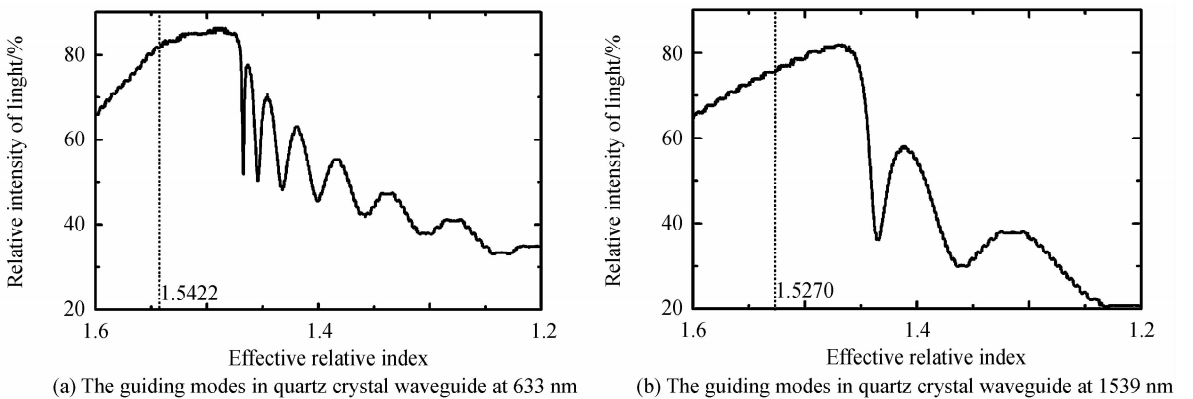 Relative intensity of linght/%
80
60
40
20
1.5422
1.6
1.4
1.2
Effective relative index
(a) The guiding modes in quartz crystal waveguide at 633 nm
Relative intensity of linght/%
80
60
40
20
1.5270
1.6
1.4
1.2
Effective relative index
(b) The guiding modes in quartz crystal waveguide at 1539 nm